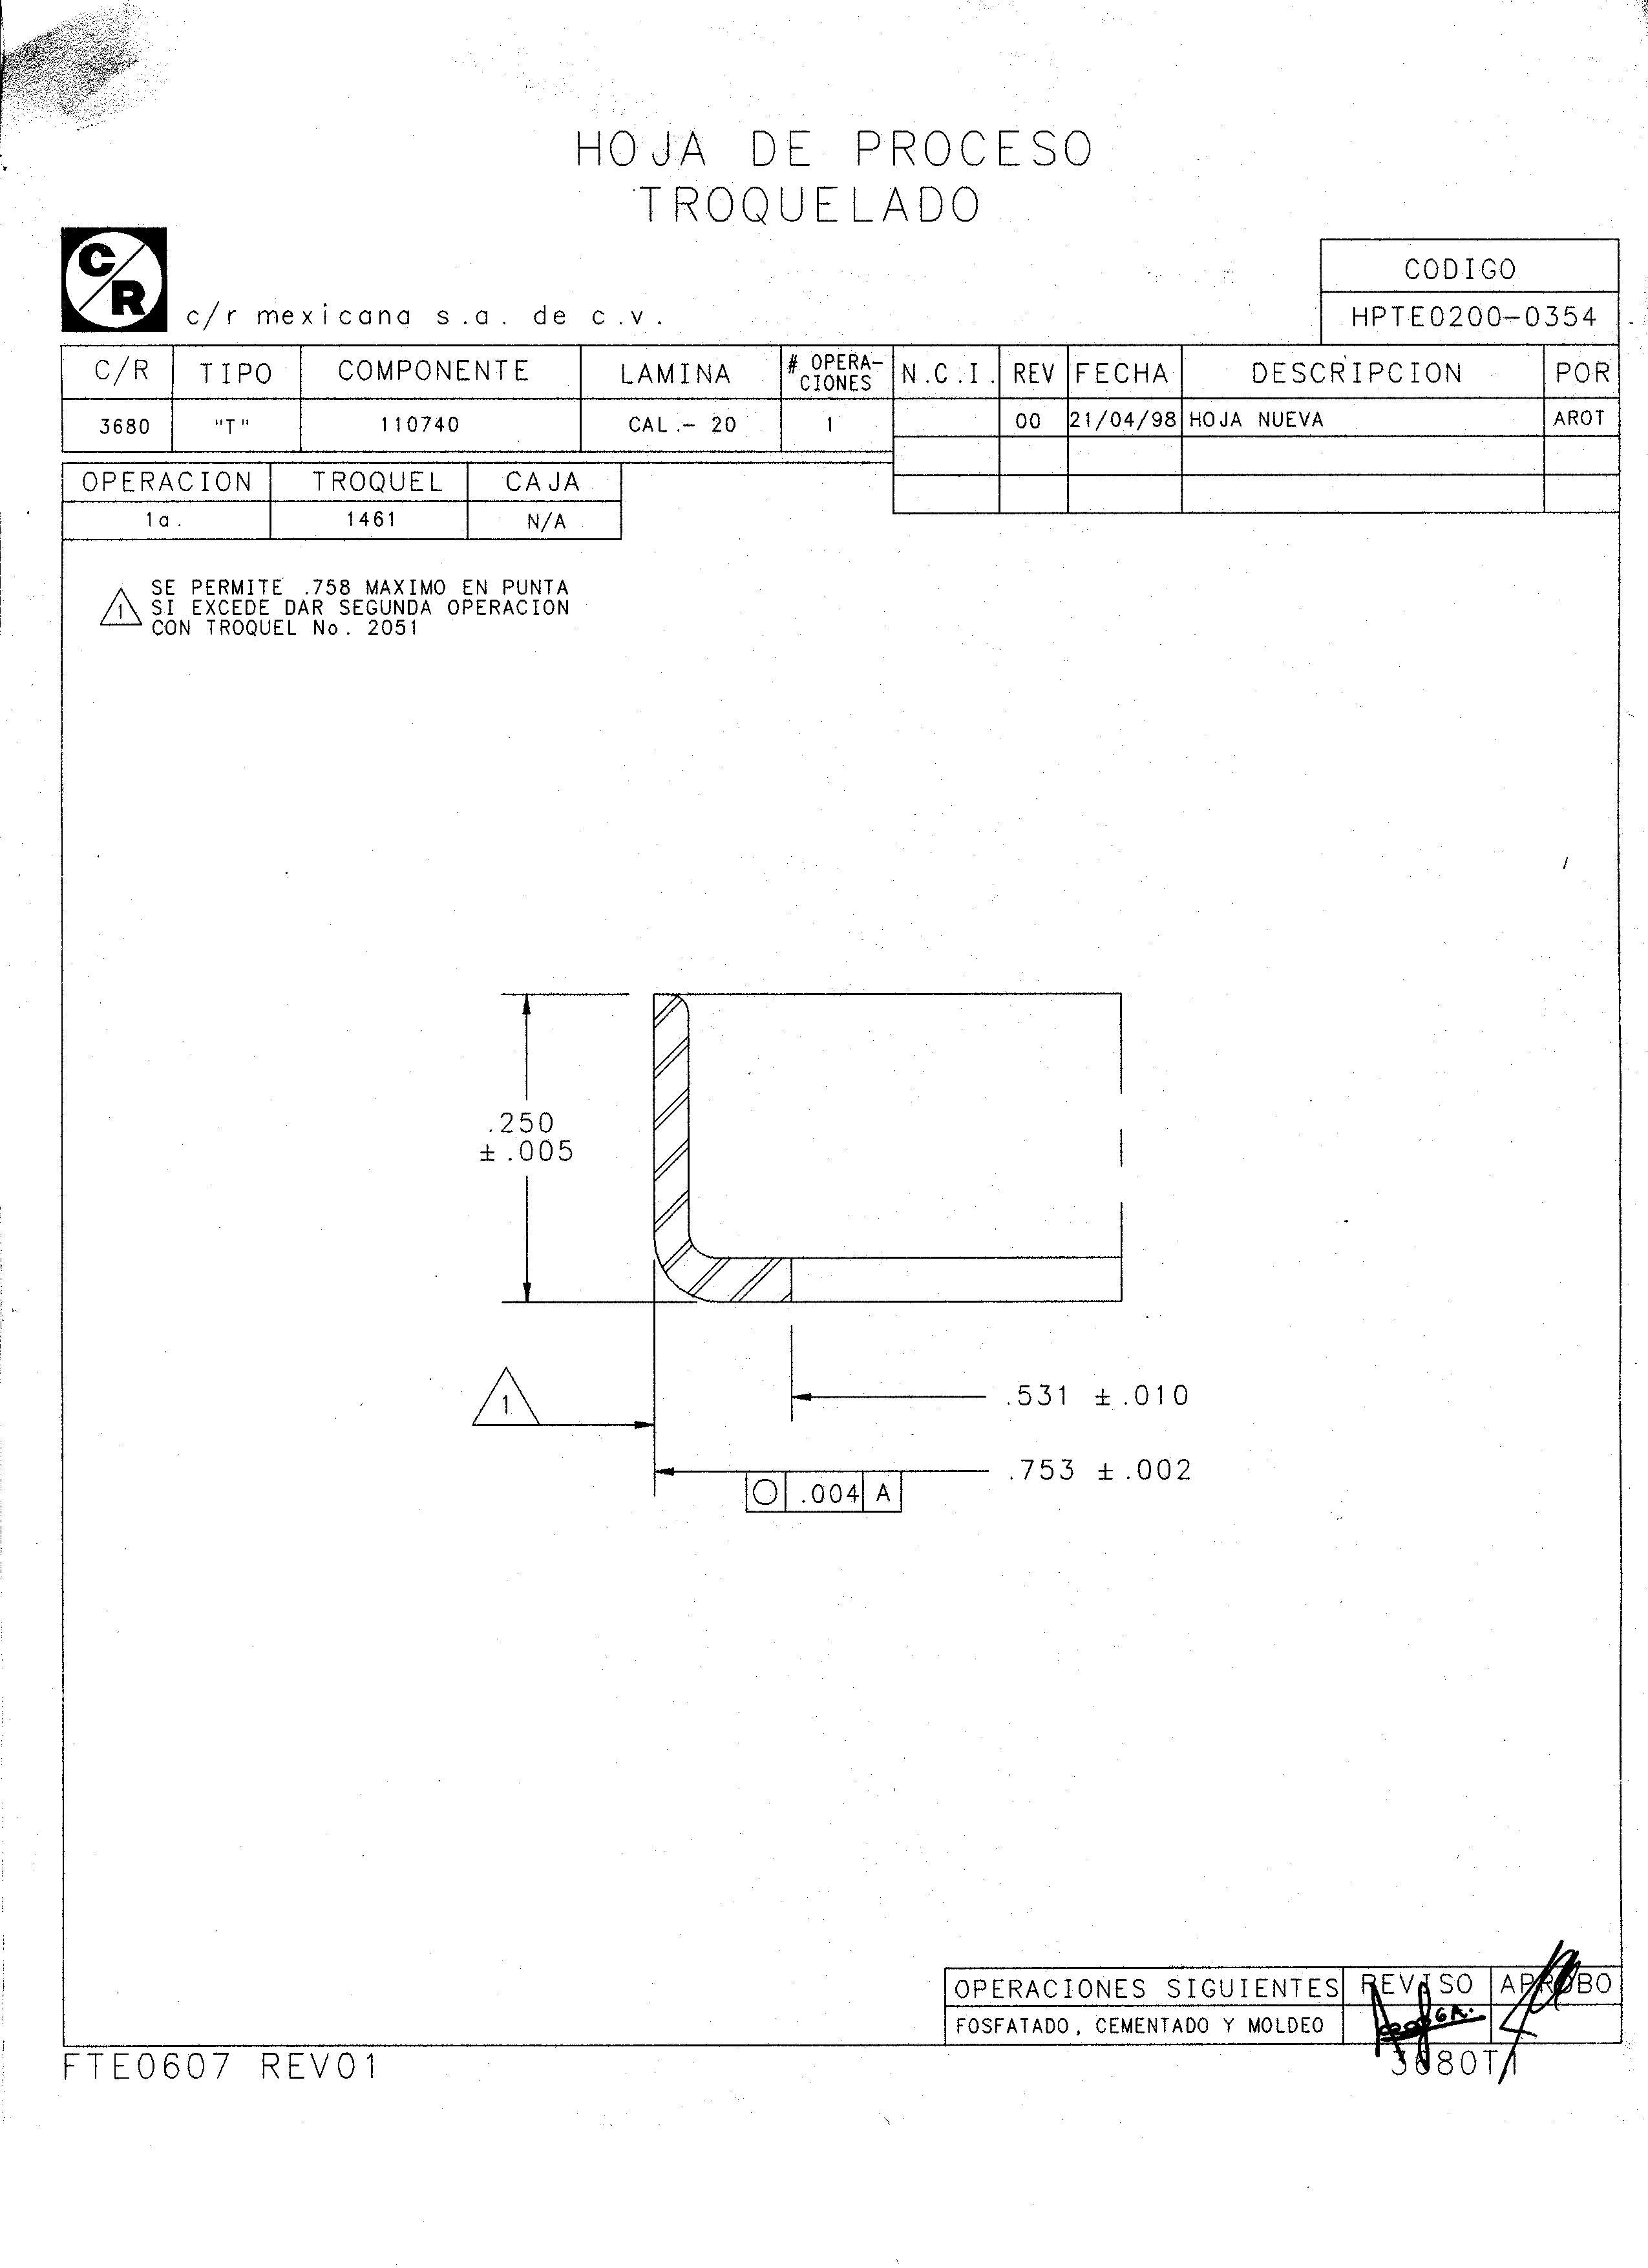 HOJA DE PROCESO
TROQUELADO
C/R
c/r mexicana s.a. de c.v.
CODIGO
HPTE0200-0354
C/R TIPO COMPONENTE LAMINA # OPERA-CIONES N.C.I. REV FECHA DESCRIPCION POR
3680 "T" 110740 CAL.- 20 1 00 21/04/98 HOJA NUEVA AROT
OPERACION TROQUEL CAJA
1a. 1461 N/A
1 SE PERMITE .758 MAXIMO EN PUNTA
SI EXCEDE DAR SEGUNDA OPERACION
CON TROQUEL No. 2051
.250
±.005
1
.531 ±.010
.753 ±.002
.004 A
OPERACIONES SIGUIENTES REVISO APROBO
FOSFATADO, CEMENTADO Y MOLDEO
FTE0607 REV01
3680T1